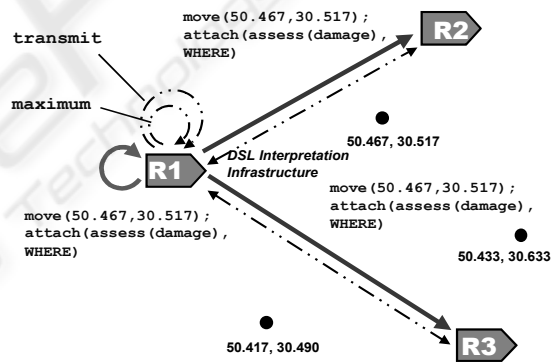 move(50.467,30.517);
attach(assess(damage),
WHERE)
transmit
maximum
R2
50.467, 30.517
R1
DSL Interpretation
Infrastructure
move(50.467,30.517);
attach(assess(damage),
WHERE)
move(50.467,30.517);
attach(assess(damage),
WHERE)
50.433, 30.633
50.417, 30.490
R3